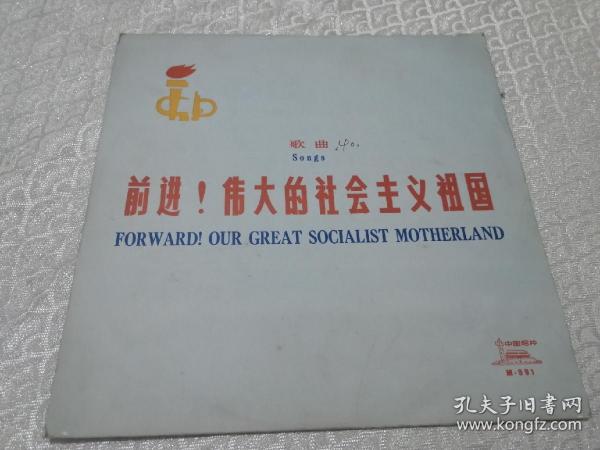 歌曲 40.
Songs
前进！伟大的社会主义祖国
FORWARD! OUR GREAT SOCIALIST MOTHERLAND
中国唱片
M-991
孔夫子旧书网
www.kongfz.com